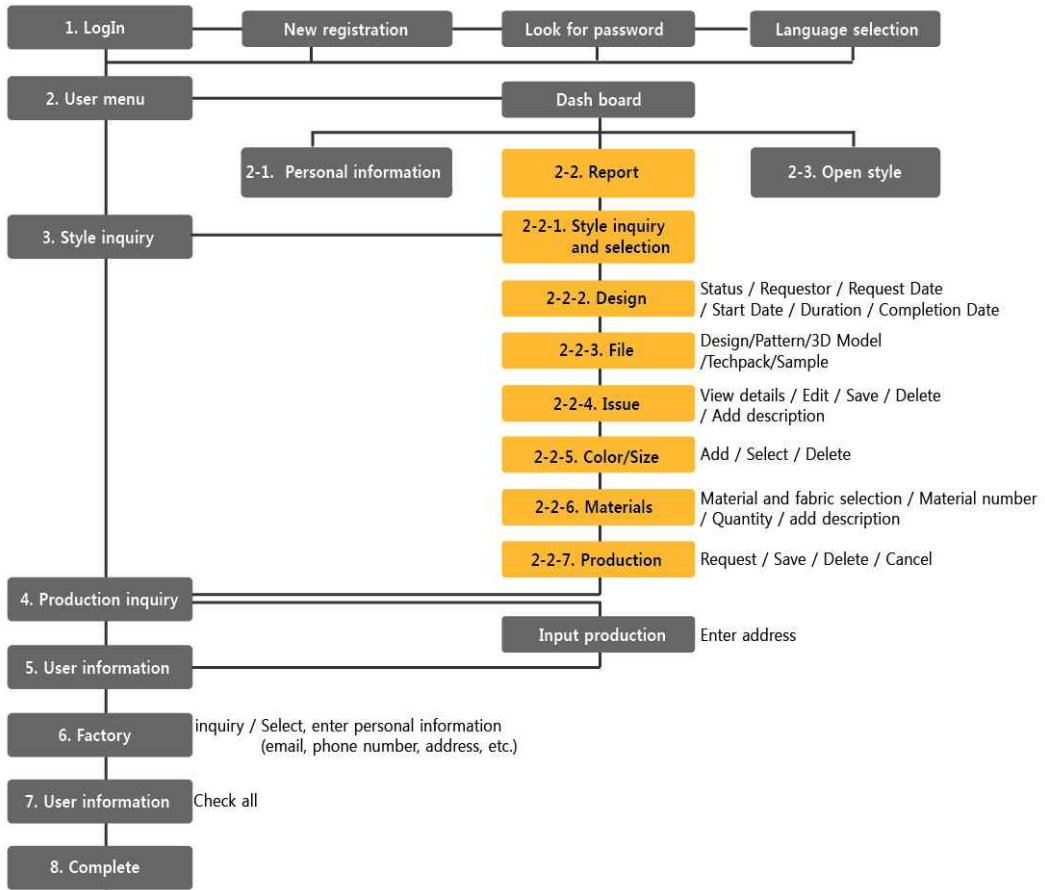 1. LogIn
New registration
Look for password
Language selection
2. User menu
Dash board
2-1. Personal information
2-2. Report
2-3. Open style
3. Style inquiry
2-2-1. Style inquiry
and selection
2-2-2. Design
Status / Requestor / Request Date
/ Start Date / Duration / Completion Date
2-2-3. File
Design/Pattern/3D Model
/Techpack/Sample
2-2-4. Issue
View details / Edit / Save / Delete
/ Add description
2-2-5. Color/Size
Add / Select / Delete
2-2-6. Materials
Material and fabric selection / Material number
/ Quantity / add description
2-2-7. Production
Request / Save / Delete / Cancel
4. Production inquiry
Input production
Enter address
5. User information
6. Factory
inquiry / Select, enter personal information
(email, phone number, address, etc.)
7. User information
Check all
8. Complete